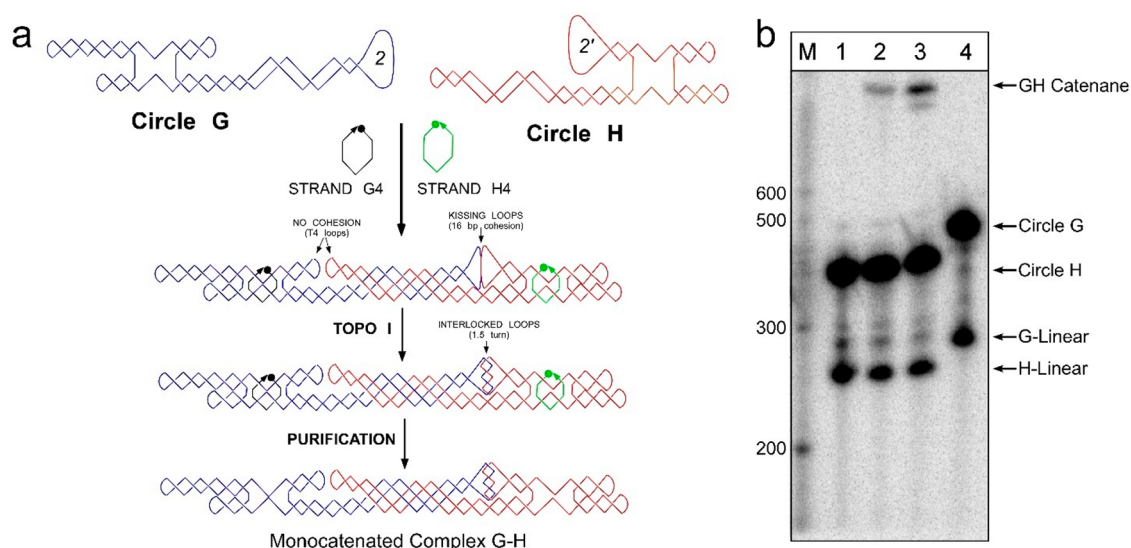 a
2
2'
Circle G
Circle H
STRAND G4
STRAND H4
NO COHESION
(T4 loops)
KISSING LOOPS
(16 bp cohesion)
TOPO I
INTERLOCKED LOOPS
(1.5 turn)
PURIFICATION
Monocatenated Complex G-H
b
M 1 2 3 4
GH Catenane
600
500
Circle G
Circle H
300
G-Linear
H-Linear
200